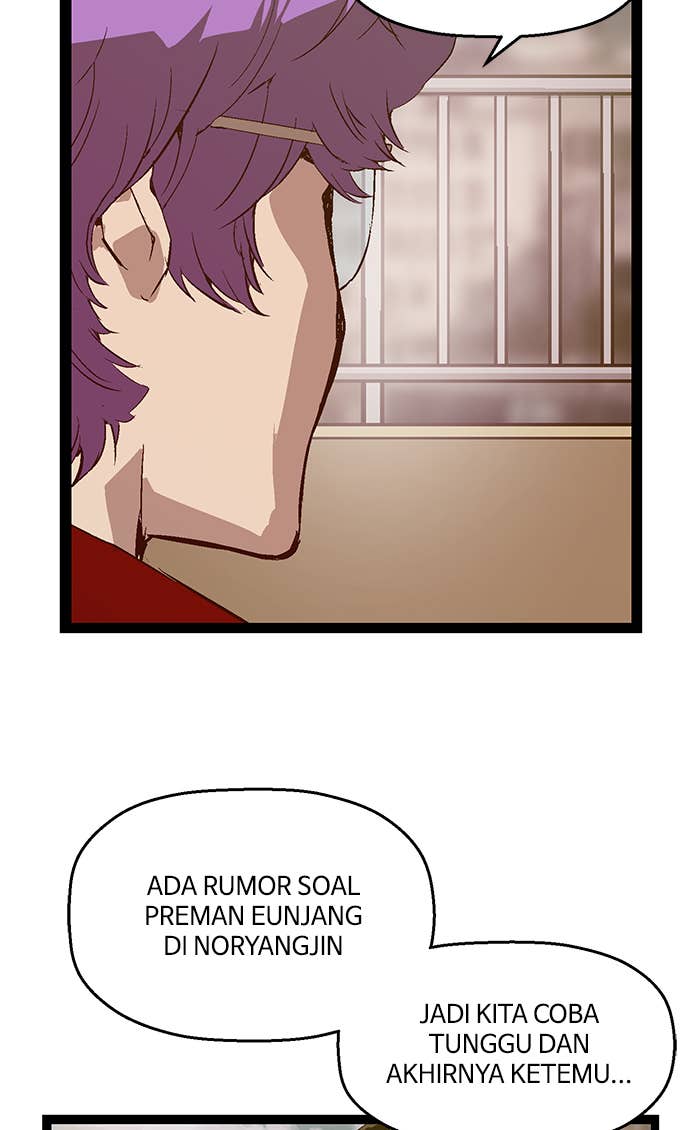 ADA RUMOR SOAL
PREMAN EUNJANG
DI NORYANGJIN
JADI KITA COBA
TUNGGU DAN
AKHIRNYA KETEMU...